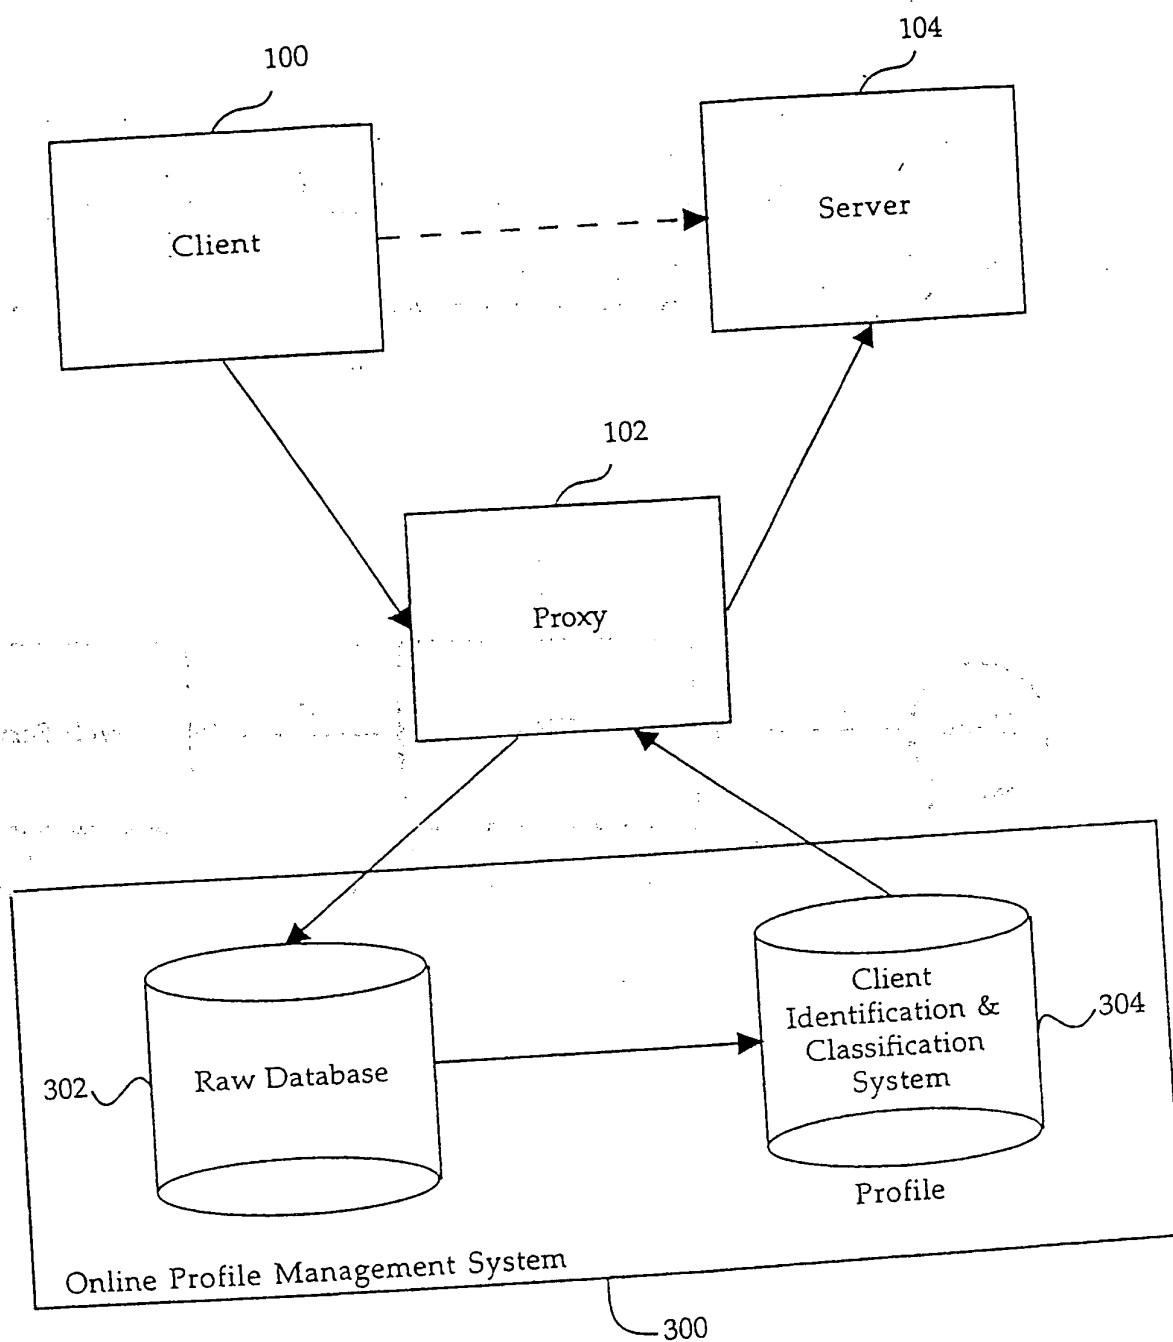 104
100
Server
Client
102
Proxy
Client
Identification &
Classification
System
304
302
Raw Database
Profile
Online Profile Management System
300